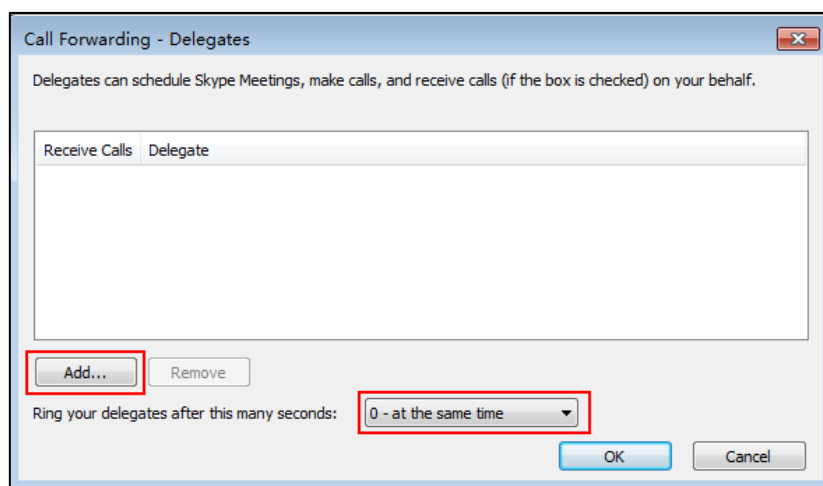 Call Forwarding - Delegates
Delegates can schedule Skype Meetings, make calls, and receive calls (if the box is checked) on your behalf.
Receive Calls Delegate
Add... Remove
Ring your delegates after this many seconds: 0 - at the same time
OK Cancel